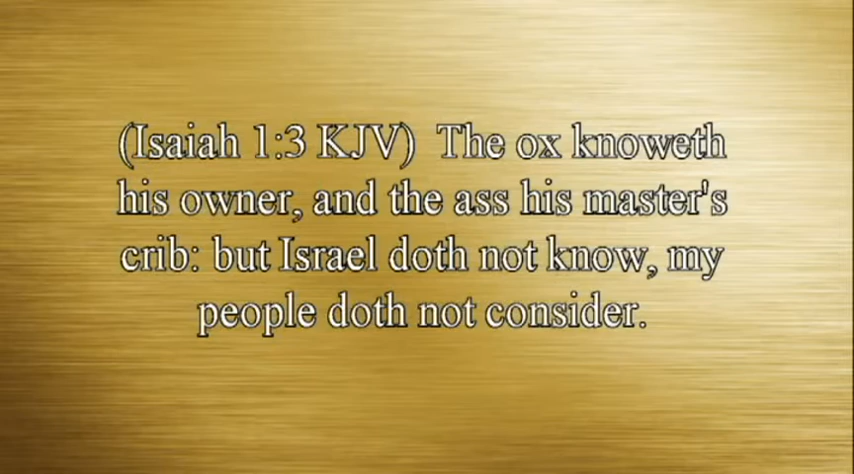 (Isaiah 1:3 KJV)  The ox knoweth
his owner, and the ass his master's
crib: but Israel doth not know, my
people doth not consider.